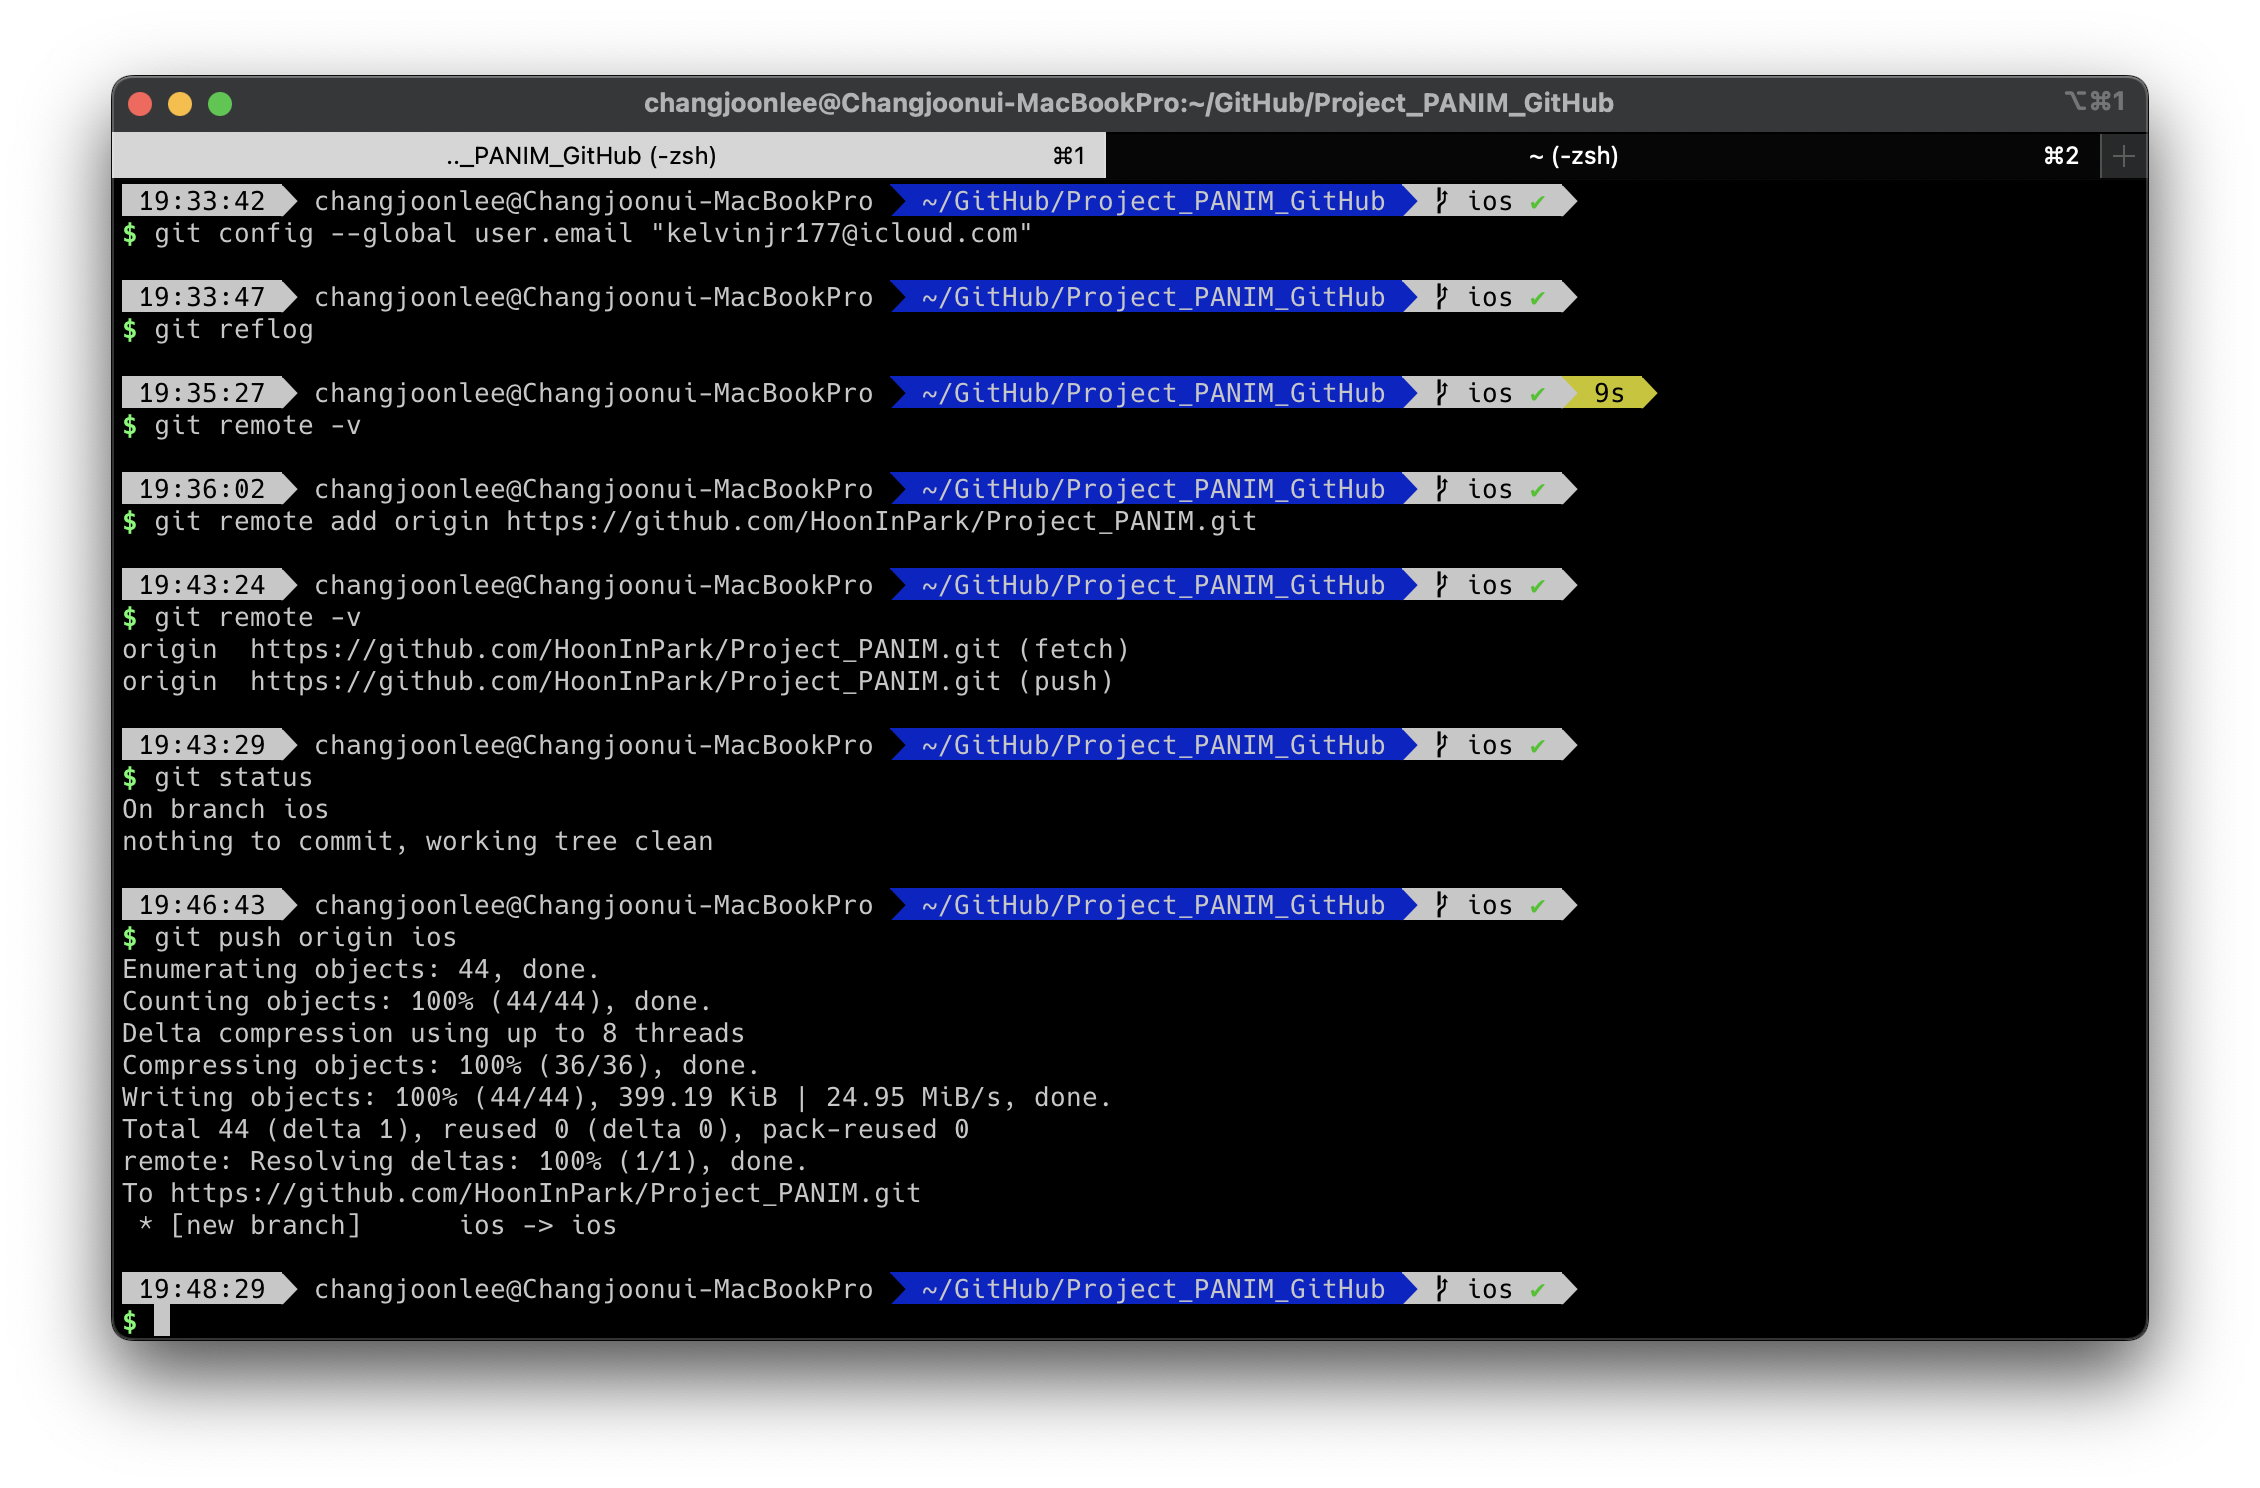 changjoonlee@Changjoonui-MacBookPro:~/GitHub/Project_PANIM_GitHub ⌥⌘1
.._PANIM_GitHub (-zsh) ⌘1 ~ (-zsh) ⌘2
19:33:42 changjoonlee@Changjoonui-MacBookPro ~/GitHub/Project_PANIM_GitHub ios ✔
$ git config --global user.email "kelvinjr177@icloud.com"
19:33:47 changjoonlee@Changjoonui-MacBookPro ~/GitHub/Project_PANIM_GitHub ios ✔
$ git reflog
19:35:27 changjoonlee@Changjoonui-MacBookPro ~/GitHub/Project_PANIM_GitHub ios ✔ 9s
$ git remote -v
19:36:02 changjoonlee@Changjoonui-MacBookPro ~/GitHub/Project_PANIM_GitHub ios ✔
$ git remote add origin https://github.com/HoonInPark/Project_PANIM.git
19:43:24 changjoonlee@Changjoonui-MacBookPro ~/GitHub/Project_PANIM_GitHub ios ✔
$ git remote -v
origin  https://github.com/HoonInPark/Project_PANIM.git (fetch)
origin  https://github.com/HoonInPark/Project_PANIM.git (push)
19:43:29 changjoonlee@Changjoonui-MacBookPro ~/GitHub/Project_PANIM_GitHub ios ✔
$ git status
On branch ios
nothing to commit, working tree clean
19:46:43 changjoonlee@Changjoonui-MacBookPro ~/GitHub/Project_PANIM_GitHub ios ✔
$ git push origin ios
Enumerating objects: 44, done.
Counting objects: 100% (44/44), done.
Delta compression using up to 8 threads
Compressing objects: 100% (36/36), done.
Writing objects: 100% (44/44), 399.19 KiB | 24.95 MiB/s, done.
Total 44 (delta 1), reused 0 (delta 0), pack-reused 0
remote: Resolving deltas: 100% (1/1), done.
To https://github.com/HoonInPark/Project_PANIM.git
 * [new branch]      ios -> ios
19:48:29 changjoonlee@Changjoonui-MacBookPro ~/GitHub/Project_PANIM_GitHub ios ✔
$